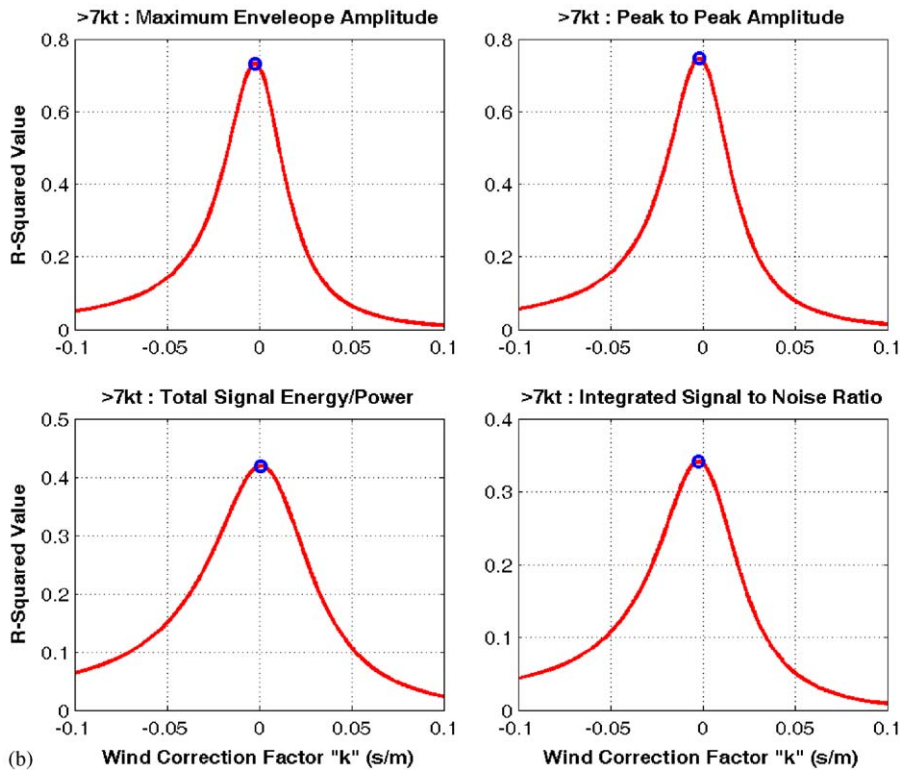 >7kt : Maximum Enveleope Amplitude
R-Squared Value
0.8
0.6
0.4
0.2
0
-0.1 -0.05 0 0.05 0.1
>7kt : Peak to Peak Amplitude
0.8
0.6
0.4
0.2
0
-0.1 -0.05 0 0.05 0.1
>7kt : Total Signal Energy/Power
R-Squared Value
0.5
0.4
0.3
0.2
0.1
0
-0.1 -0.05 0 0.05 0.1
Wind Correction Factor "k" (s/m)
>7kt : Integrated Signal to Noise Ratio
0.4
0.3
0.2
0.1
0
-0.1 -0.05 0 0.05 0.1
Wind Correction Factor "k" (s/m)
(b)